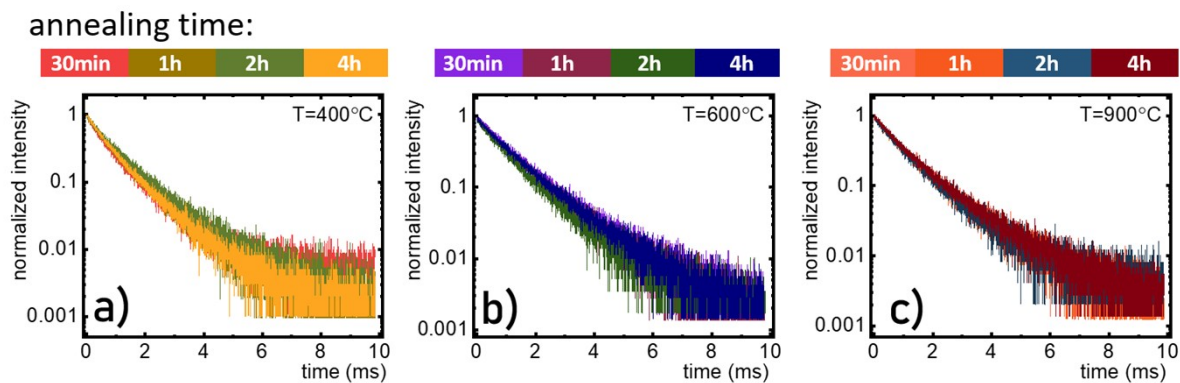 annealing time:
30min 1h 2h 4h
normalized intensity
1
0.1
0.01
0.001
T=400°C
a)
0 2 4 6 8 10
time (ms)
30min 1h 2h 4h
normalized intensity
1
0.1
0.01
0.001
T=600°C
b)
0 2 4 6 8 10
time (ms)
30min 1h 2h 4h
normalized intensity
1
0.1
0.01
0.001
T=900°C
c)
0 2 4 6 8 10
time (ms)